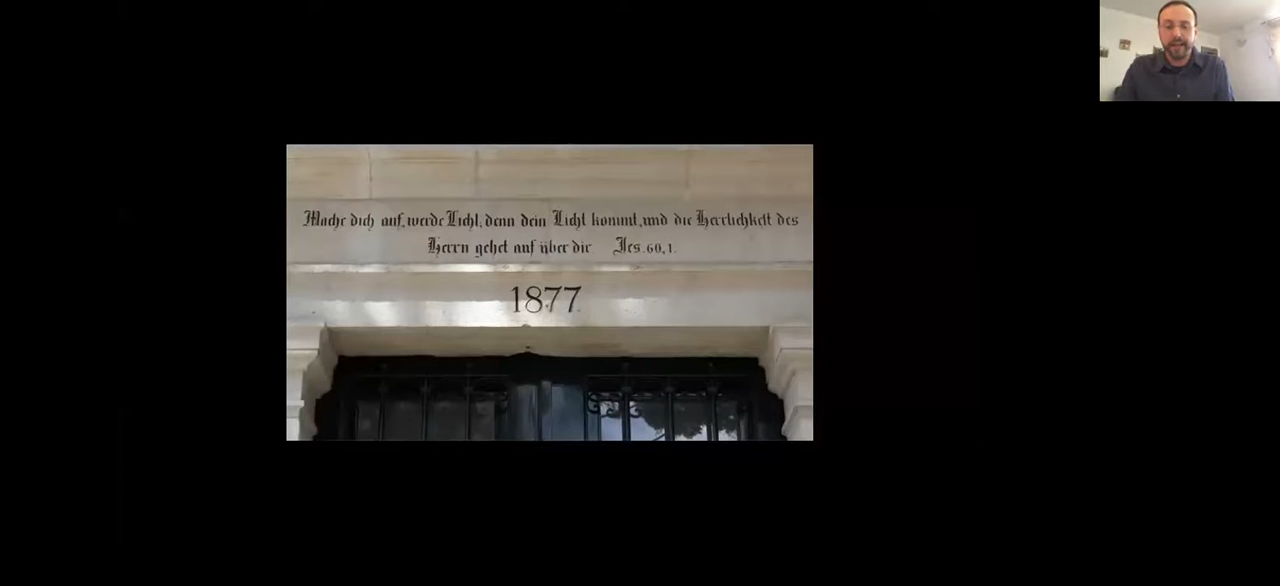 Mache dich auf, werde Licht, denn dein Licht kommt, und die Herrlichkeit des
Herrn gehet auf über dir Jes. 60, 1.
1877